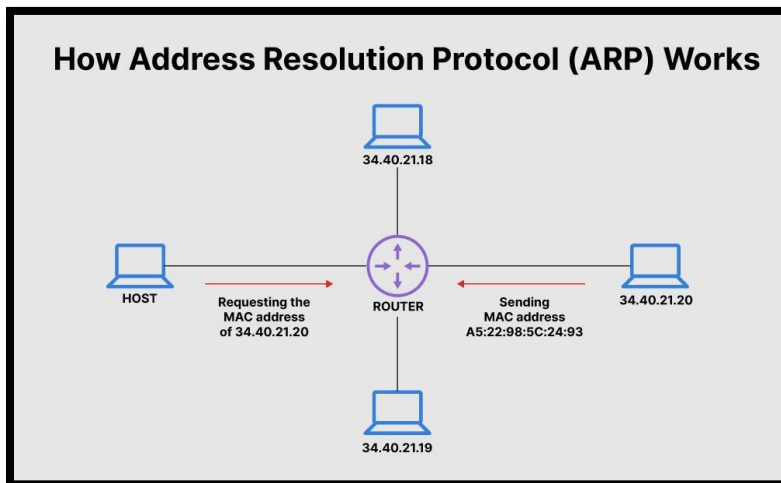 How Address Resolution Protocol (ARP) Works
34.40.21.18
HOST
Requesting the
MAC address
of 34.40.21.20
ROUTER
Sending
MAC address
A5:22:98:5C:24:93
34.40.21.20
34.40.21.19